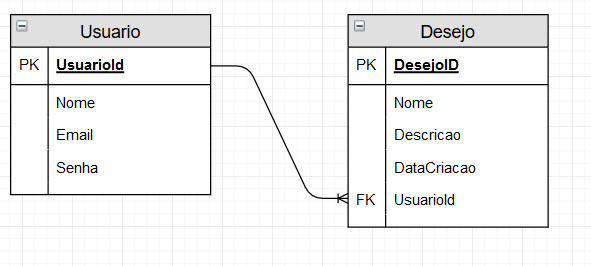 Usuario
PK UsuarioId
Nome
Email
Senha
Desejo
PK DesejoID
Nome
Descricao
DataCriacao
FK UsuarioId